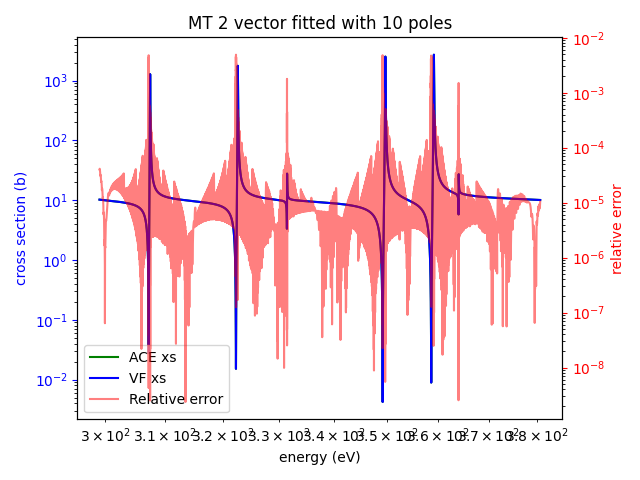 MT 2 vector fitted with 10 poles
cross section (b)
10³
10²
10¹
10⁰
10⁻¹
10⁻²
10⁻²
10⁻³
10⁻⁴
10⁻⁵
10⁻⁶
10⁻⁷
10⁻⁸
relative error
ACE xs
VF xs
Relative error
3 × 10² 3.1 × 10² 3.2 × 10² 3.3 × 10² 3.4 × 10² 3.5 × 10² 3.6 × 10² 3.7 × 10² 3.8 × 10²
energy (eV)